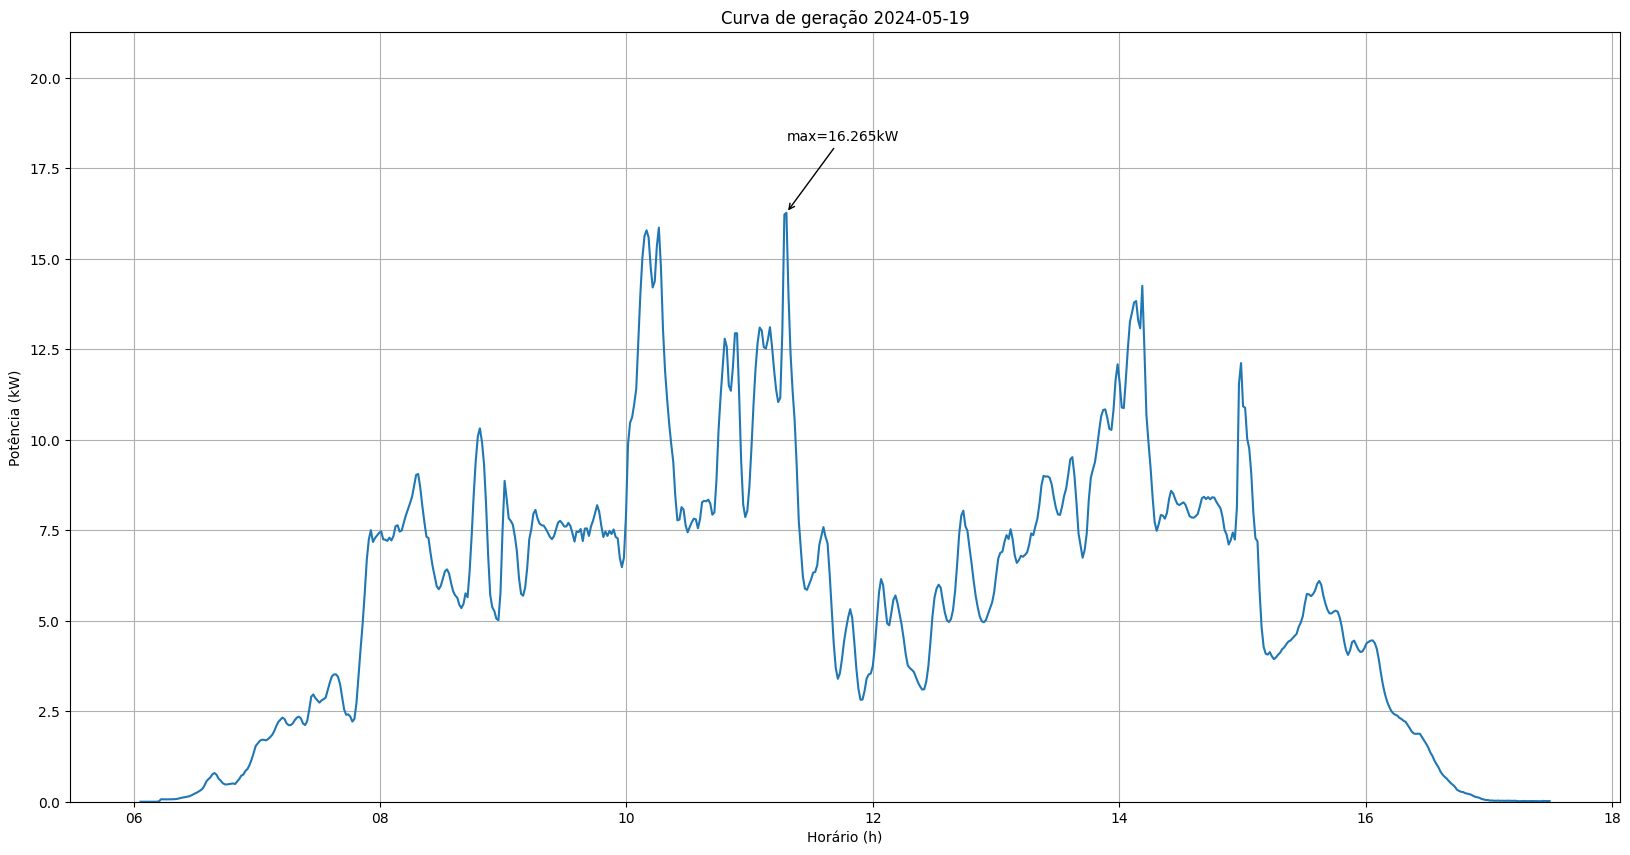 Curva de geração 2024-05-19
Potência (kW)
20.0
17.5
15.0
12.5
10.0
7.5
5.0
2.5
0.0
max=16.265kW
06 08 10 12 14 16 18
Horário (h)